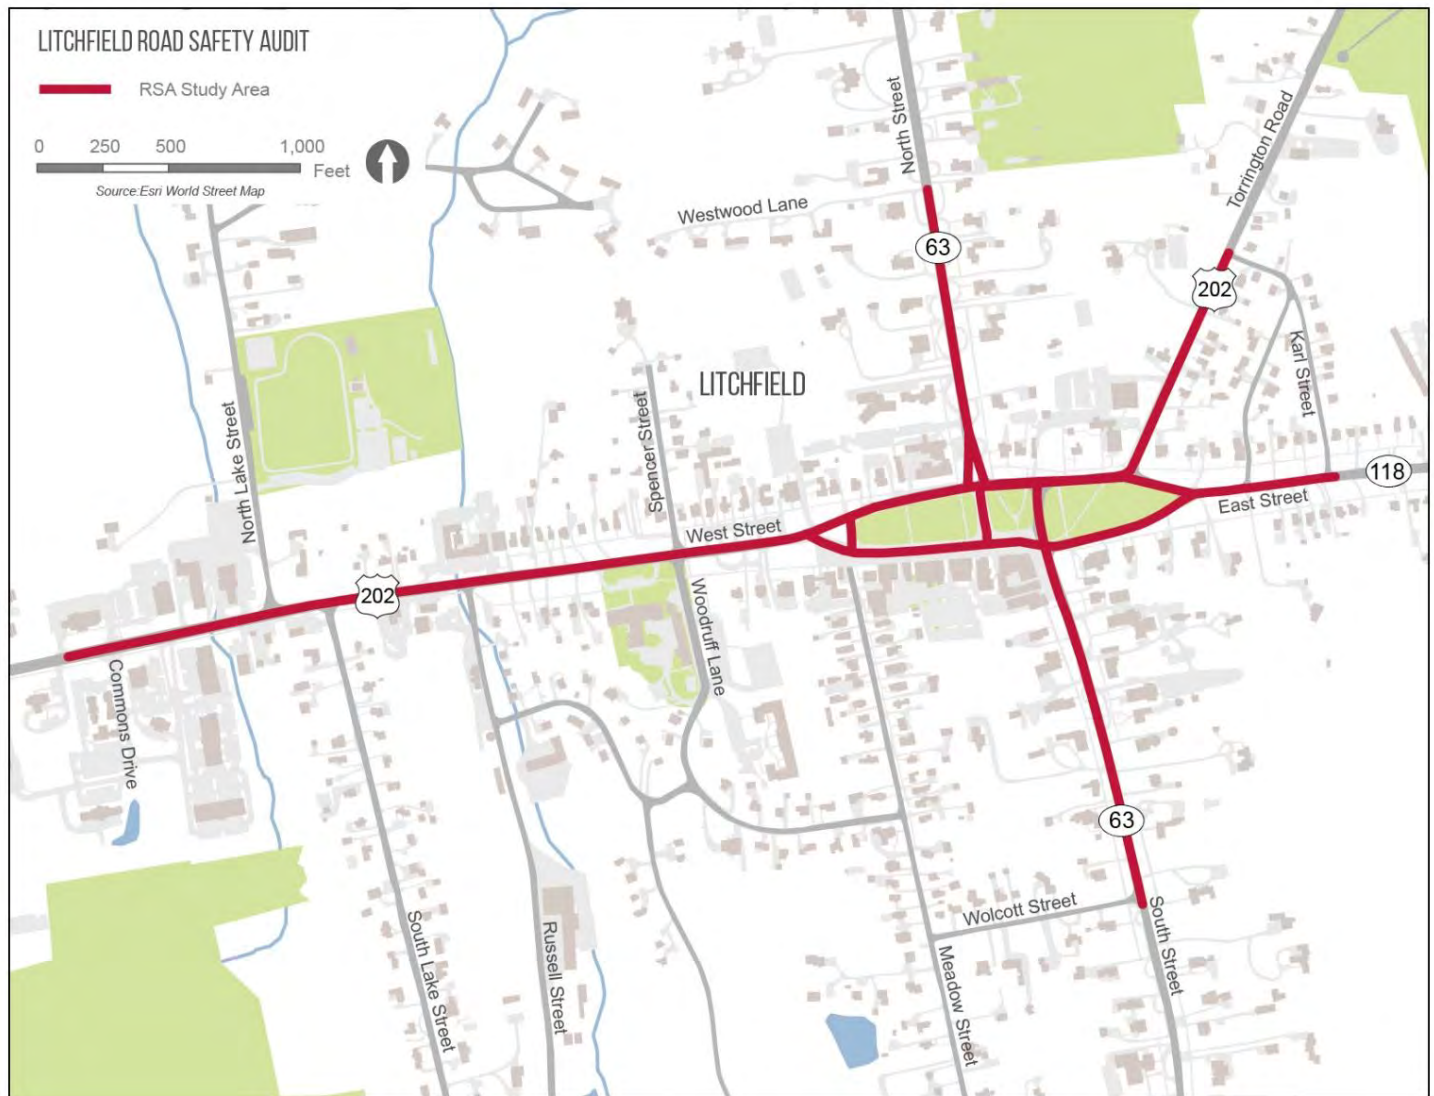 LITCHFIELD ROAD SAFETY AUDIT
RSA Study Area
0 250 500 1,000
Feet
Source:Esri World Street Map
North Street
Torrington Road
Westwood Lane
63
202
Karl Street
LITCHFIELD
Spencer Street
North Lake Street
118
East Street
West Street
202
Woodruff Lane
Commons Drive
63
Wolcott Street
South Street
South Lake Street
Russell Street
Meadow Street